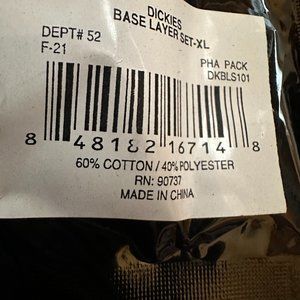 DICKIES
BASE LAYER SET-XL
DEPT# 52
F-21
PHA PACK
DKBLS101
8 48182 16714 8
60% COTTON / 40% POLYESTER
RN: 90737
MADE IN CHINA